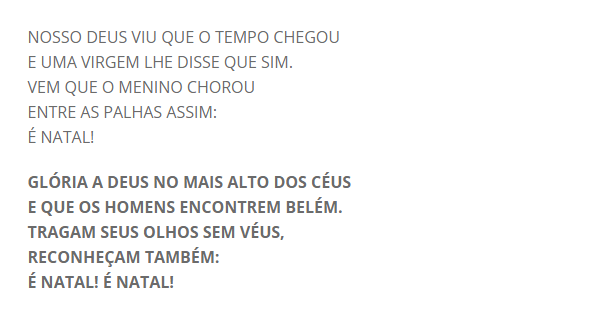 NOSSO DEUS VIU QUE O TEMPO CHEGOU
E UMA VIRGEM LHE DISSE QUE SIM.
VEM QUE O MENINO CHOROU
ENTRE AS PALHAS ASSIM:
É NATAL!
GLÓRIA A DEUS NO MAIS ALTO DOS CÉUS
E QUE OS HOMENS ENCONTREM BELÉM.
TRAGAM SEUS OLHOS SEM VÉUS,
RECONHEÇAM TAMBÉM:
É NATAL! É NATAL!